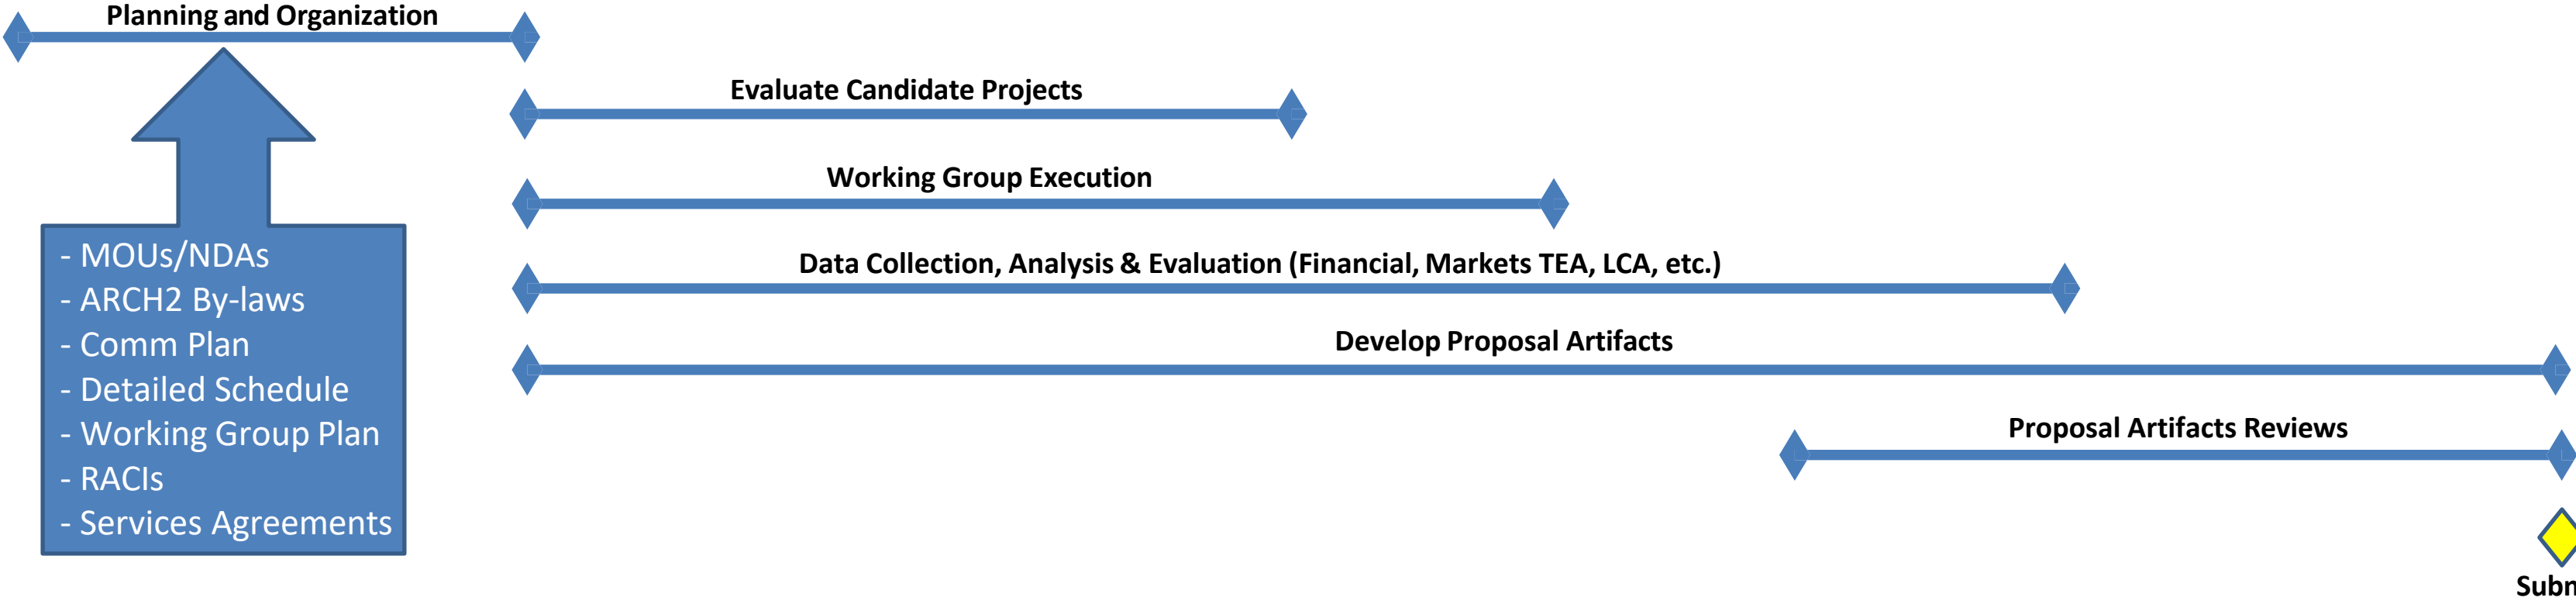 Planning and Organization
Evaluate Candidate Projects
Working Group Execution
- MOUs/NDAs
- ARCH2 By-laws
- Comm Plan
- Detailed Schedule
- Working Group Plan
- RACIs
- Services Agreements
Data Collection, Analysis & Evaluation (Financial, Markets TEA, LCA, etc.)
Develop Proposal Artifacts
Proposal Artifacts Reviews